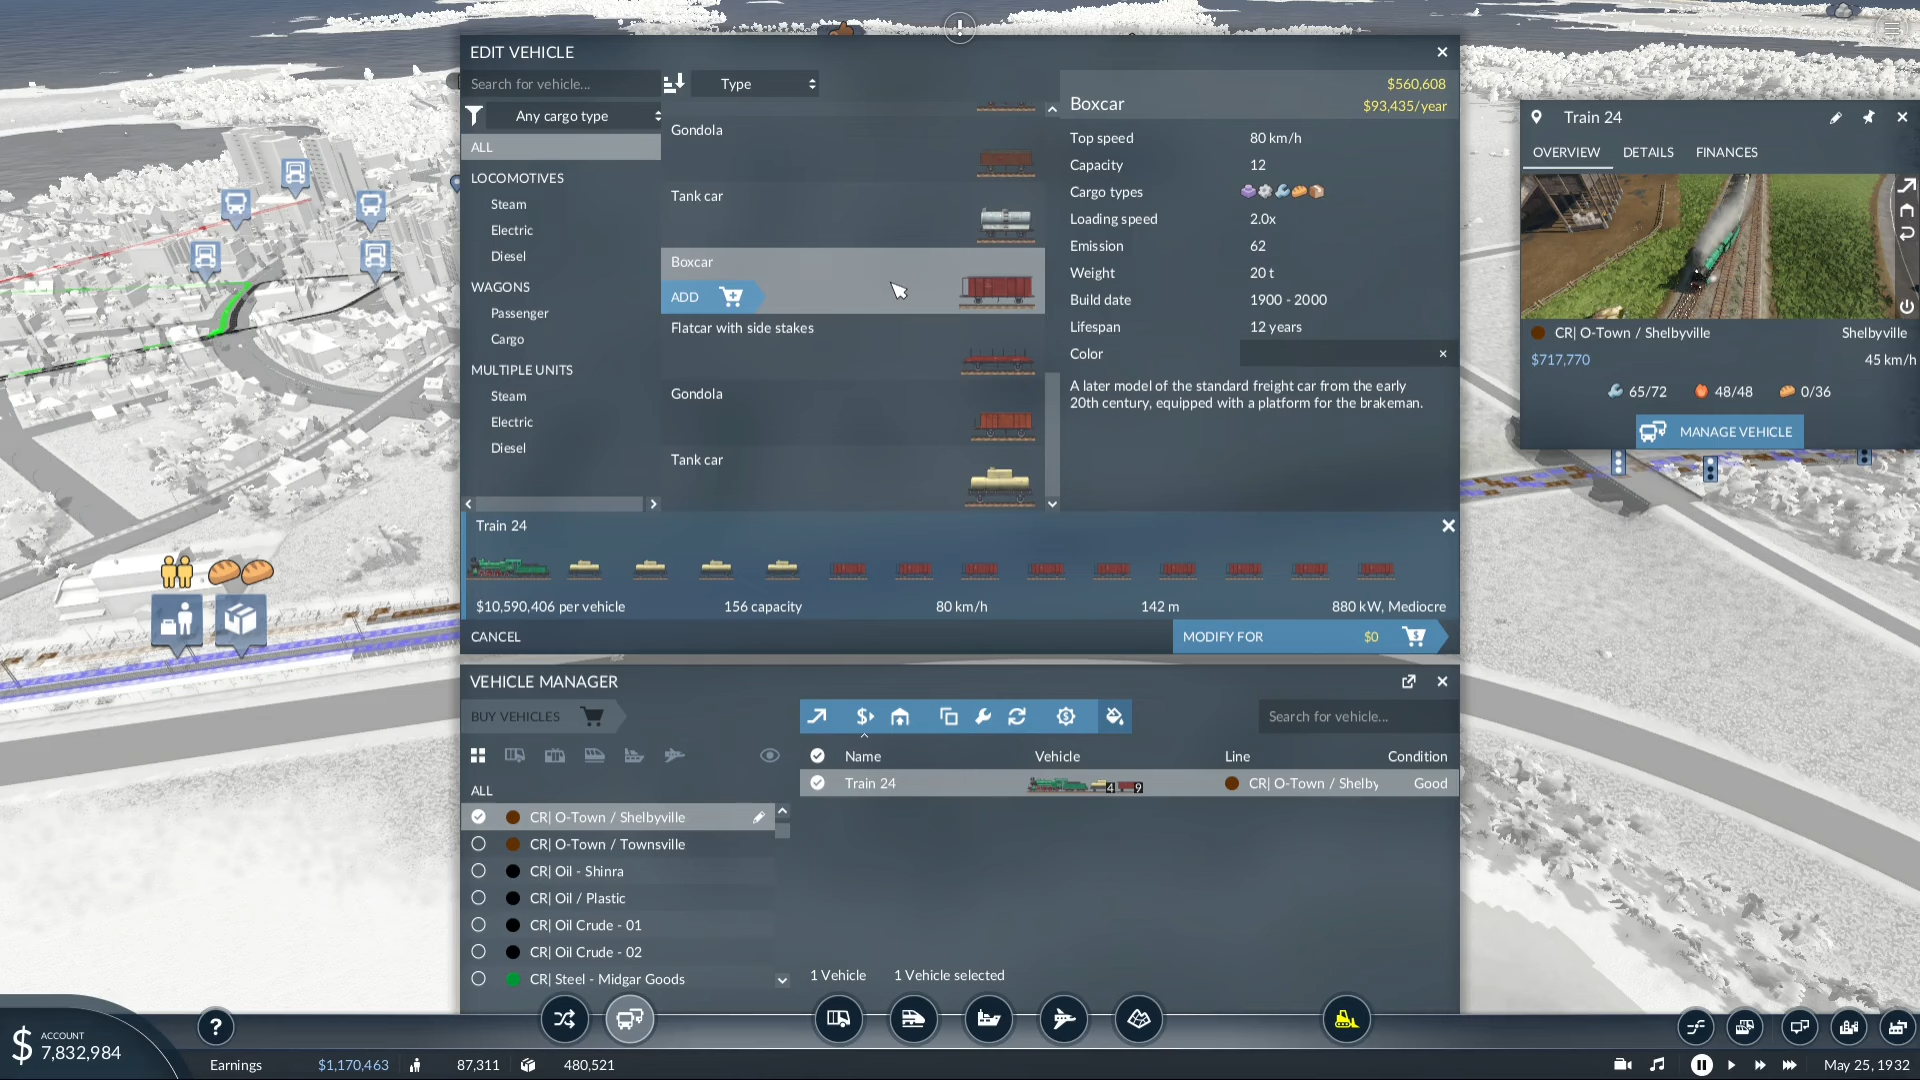 EDIT VEHICLE
Search for vehicle...
Type
Any cargo type
ALL
LOCOMOTIVES
Steam
Electric
Diesel
WAGONS
Passenger
Cargo
MULTIPLE UNITS
Steam
Electric
Diesel
Gondola
Tank car
Boxcar
ADD
Flatcar with side stakes
Gondola
Tank car
$560,608
Boxcar
$93,435/year
Top speed 80 km/h
Capacity 12
Cargo types
Loading speed 2.0x
Emission 62
Weight 20 t
Build date 1900 - 2000
Lifespan 12 years
Color
A later model of the standard freight car from the early
20th century, equipped with a platform for the brakeman.
Train 24
$10,590,406 per vehicle 156 capacity 80 km/h 142 m 880 kW, Mediocre
CANCEL
MODIFY FOR $0
Train 24
OVERVIEW DETAILS FINANCES
CR| O-Town / Shelbyville Shelbyville
$717,770 45 km/h
65/72 48/48 0/36
MANAGE VEHICLE
VEHICLE MANAGER
BUY VEHICLES
Search for vehicle...
ALL
CR| O-Town / Shelbyville
CR| O-Town / Townsville
CR| Oil - Shinra
CR| Oil / Plastic
CR| Oil Crude - 01
CR| Oil Crude - 02
CR| Steel - Midgar Goods
Name Vehicle Line Condition
Train 24 4 9 CR| O-Town / Shelby Good
1 Vehicle 1 Vehicle selected
?
$ ACCOUNT
7,832,984
Earnings $1,170,463 87,311 480,521
May 25, 1932